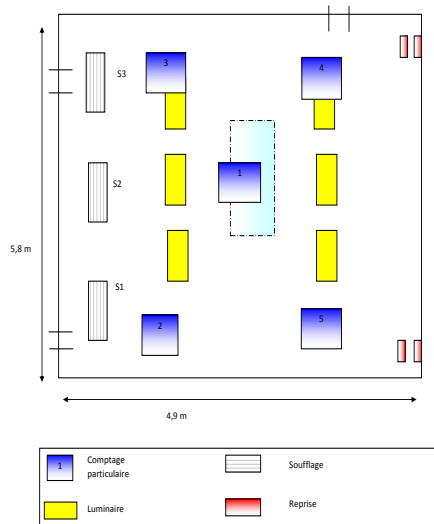 3
S3
4
S2
1
5,8 m
S1
2
5
4,9 m
1
Comptage
particulaire
Soufflage
Luminaire
Reprise